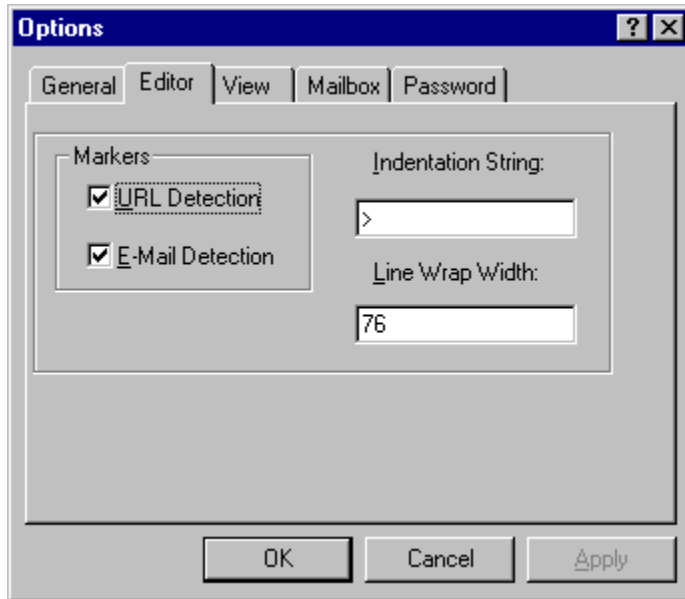 Options
General Editor View Mailbox Password
Markers
URL Detection
E-Mail Detection
Indentation String:
>
Line Wrap Width:
76
OK Cancel Apply